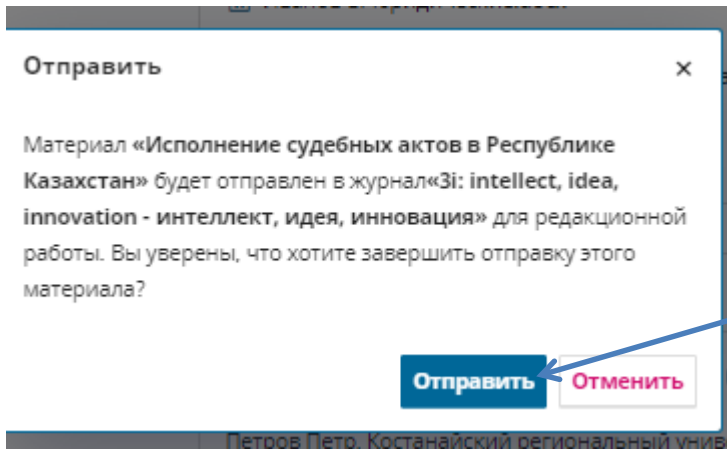 Отправить
Материал «Исполнение судебных актов в Республике
Казахстан» будет отправлен в журнал«3i: intellect, idea,
innovation - интеллект, идея, инновация» для редакционной
работы. Вы уверены, что хотите завершить отправку этого
материала?
Отправить Отменить
Петров Петр, Костанайский региональный унив